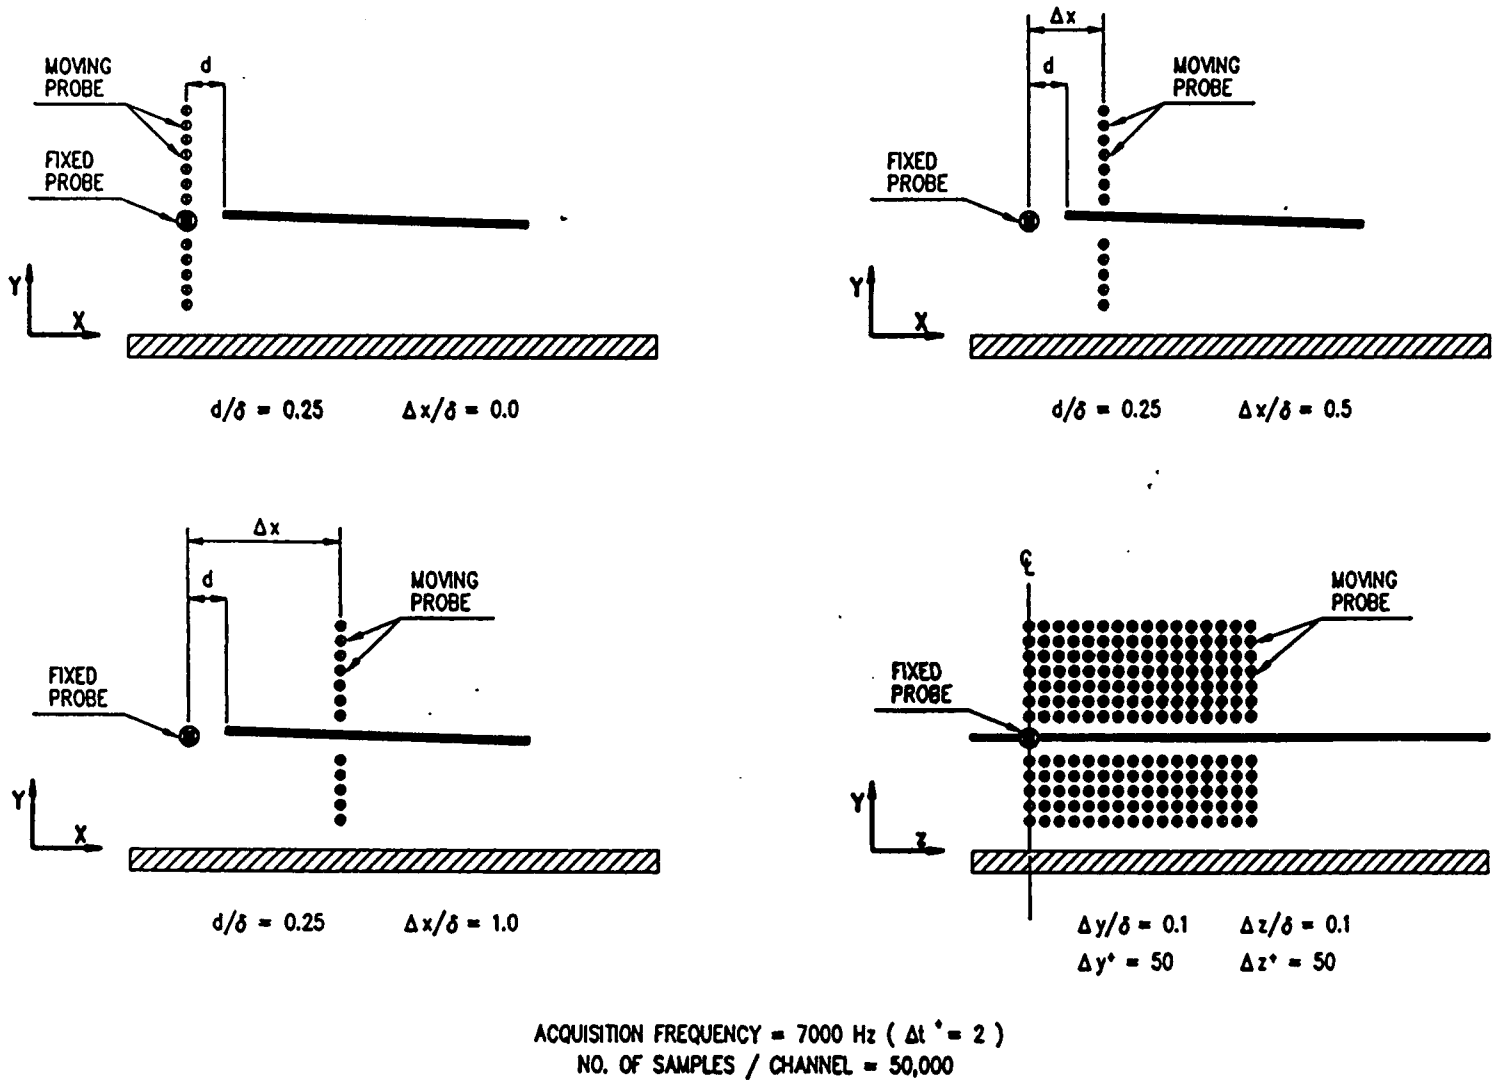 d
MOVING
PROBE
FIXED
PROBE
Y
X
d/δ = 0.25 Δx/δ = 0.0
Δx
d
MOVING
PROBE
FIXED
PROBE
Y
X
d/δ = 0.25 Δx/δ = 0.5
Δx
d
MOVING
PROBE
FIXED
PROBE
Y
X
d/δ = 0.25 Δx/δ = 1.0
℄
MOVING
PROBE
FIXED
PROBE
Y
Z
Δy/δ = 0.1 Δz/δ = 0.1
Δy⁺ = 50 Δz⁺ = 50
ACQUISITION FREQUENCY = 7000 Hz ( Δt⁺ = 2 )
NO. OF SAMPLES / CHANNEL = 50,000